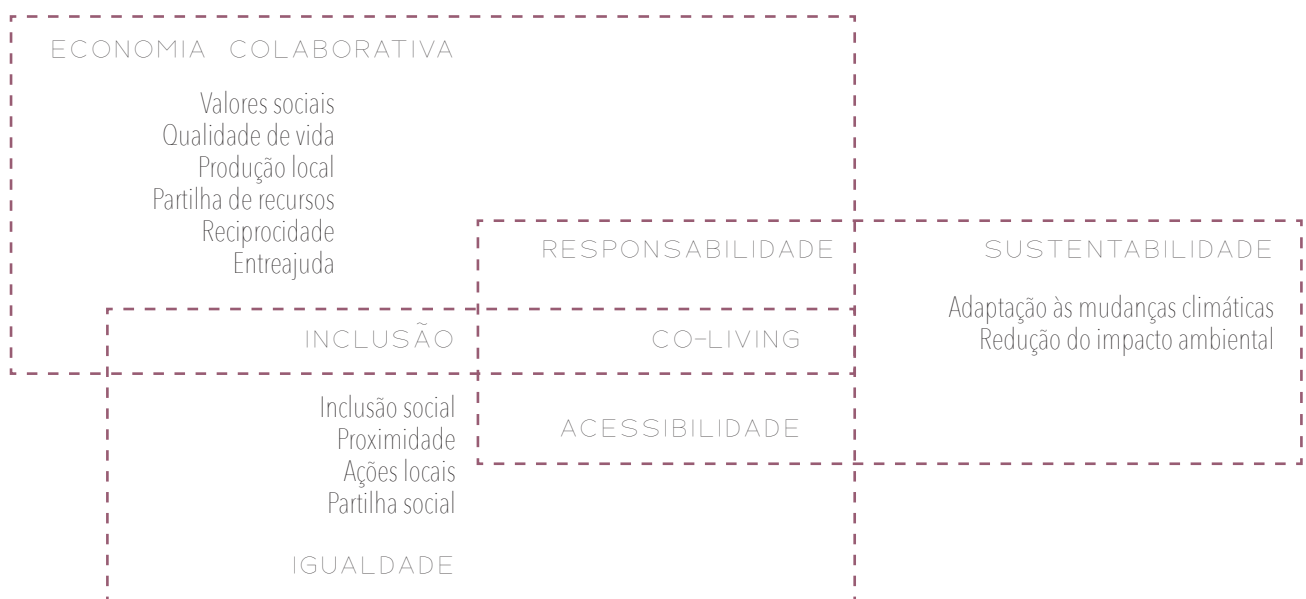 ECONOMIA COLABORATIVA
Valores sociais
Qualidade de vida
Produção local
Partilha de recursos
Reciprocidade
Entreajuda
RESPONSABILIDADE
SUSTENTABILIDADE
Adaptação às mudanças climáticas
Redução do impacto ambiental
INCLUSÃO
CO-LIVING
Inclusão social
Proximidade
Ações locais
Partilha social
ACESSIBILIDADE
IGUALDADE